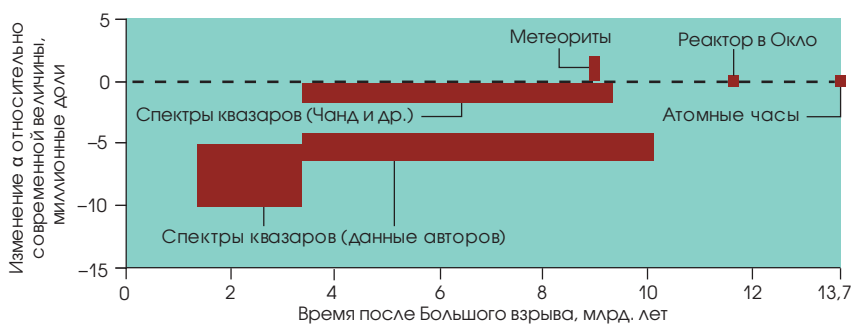 Изменение α относительно
современной величины,
миллионные доли
5
0
–5
–10
–15
Метеориты
Реактор в Окло
Спектры квазаров (Чанд и др.)
Атомные часы
Спектры квазаров (данные авторов)
0 2 4 6 8 10 12 13,7
Время после Большого взрыва, млрд. лет